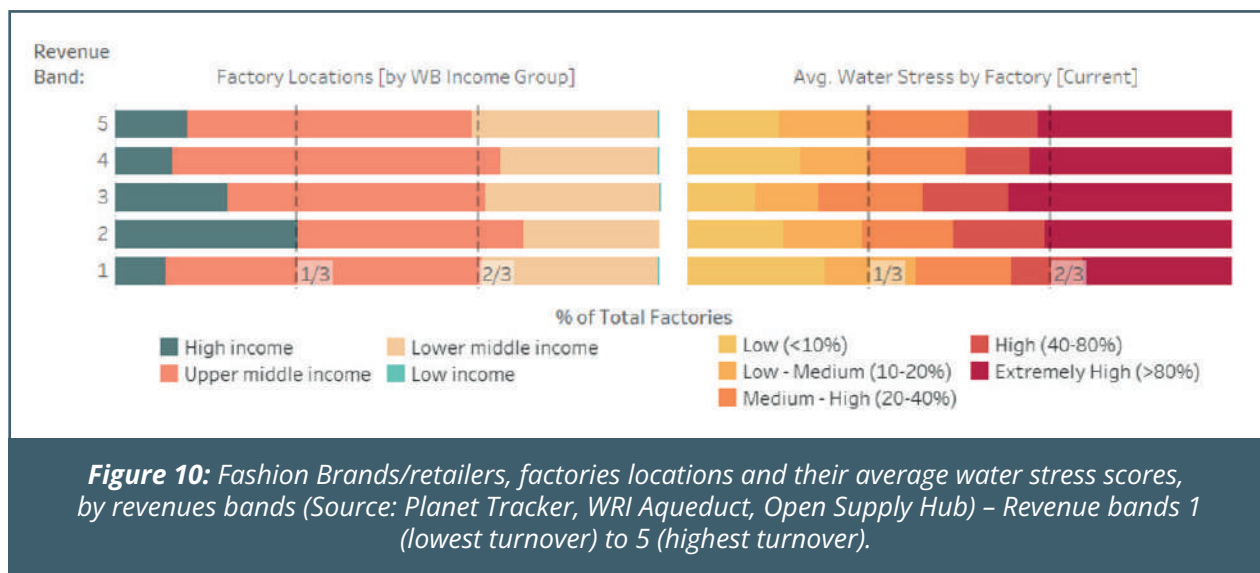 Revenue
Band:
Factory Locations [by WB Income Group]
Avg. Water Stress by Factory [Current]
5
4
3
2
1
1/3
2/3
1/3
2/3
% of Total Factories
High income
Lower middle income
Upper middle income
Low income
Low (<10%)
High (40-80%)
Low - Medium (10-20%)
Extremely High (>80%)
Medium - High (20-40%)
Figure 10: Fashion Brands/retailers, factories locations and their average water stress scores,
by revenues bands (Source: Planet Tracker, WRI Aqueduct, Open Supply Hub) – Revenue bands 1
(lowest turnover) to 5 (highest turnover).